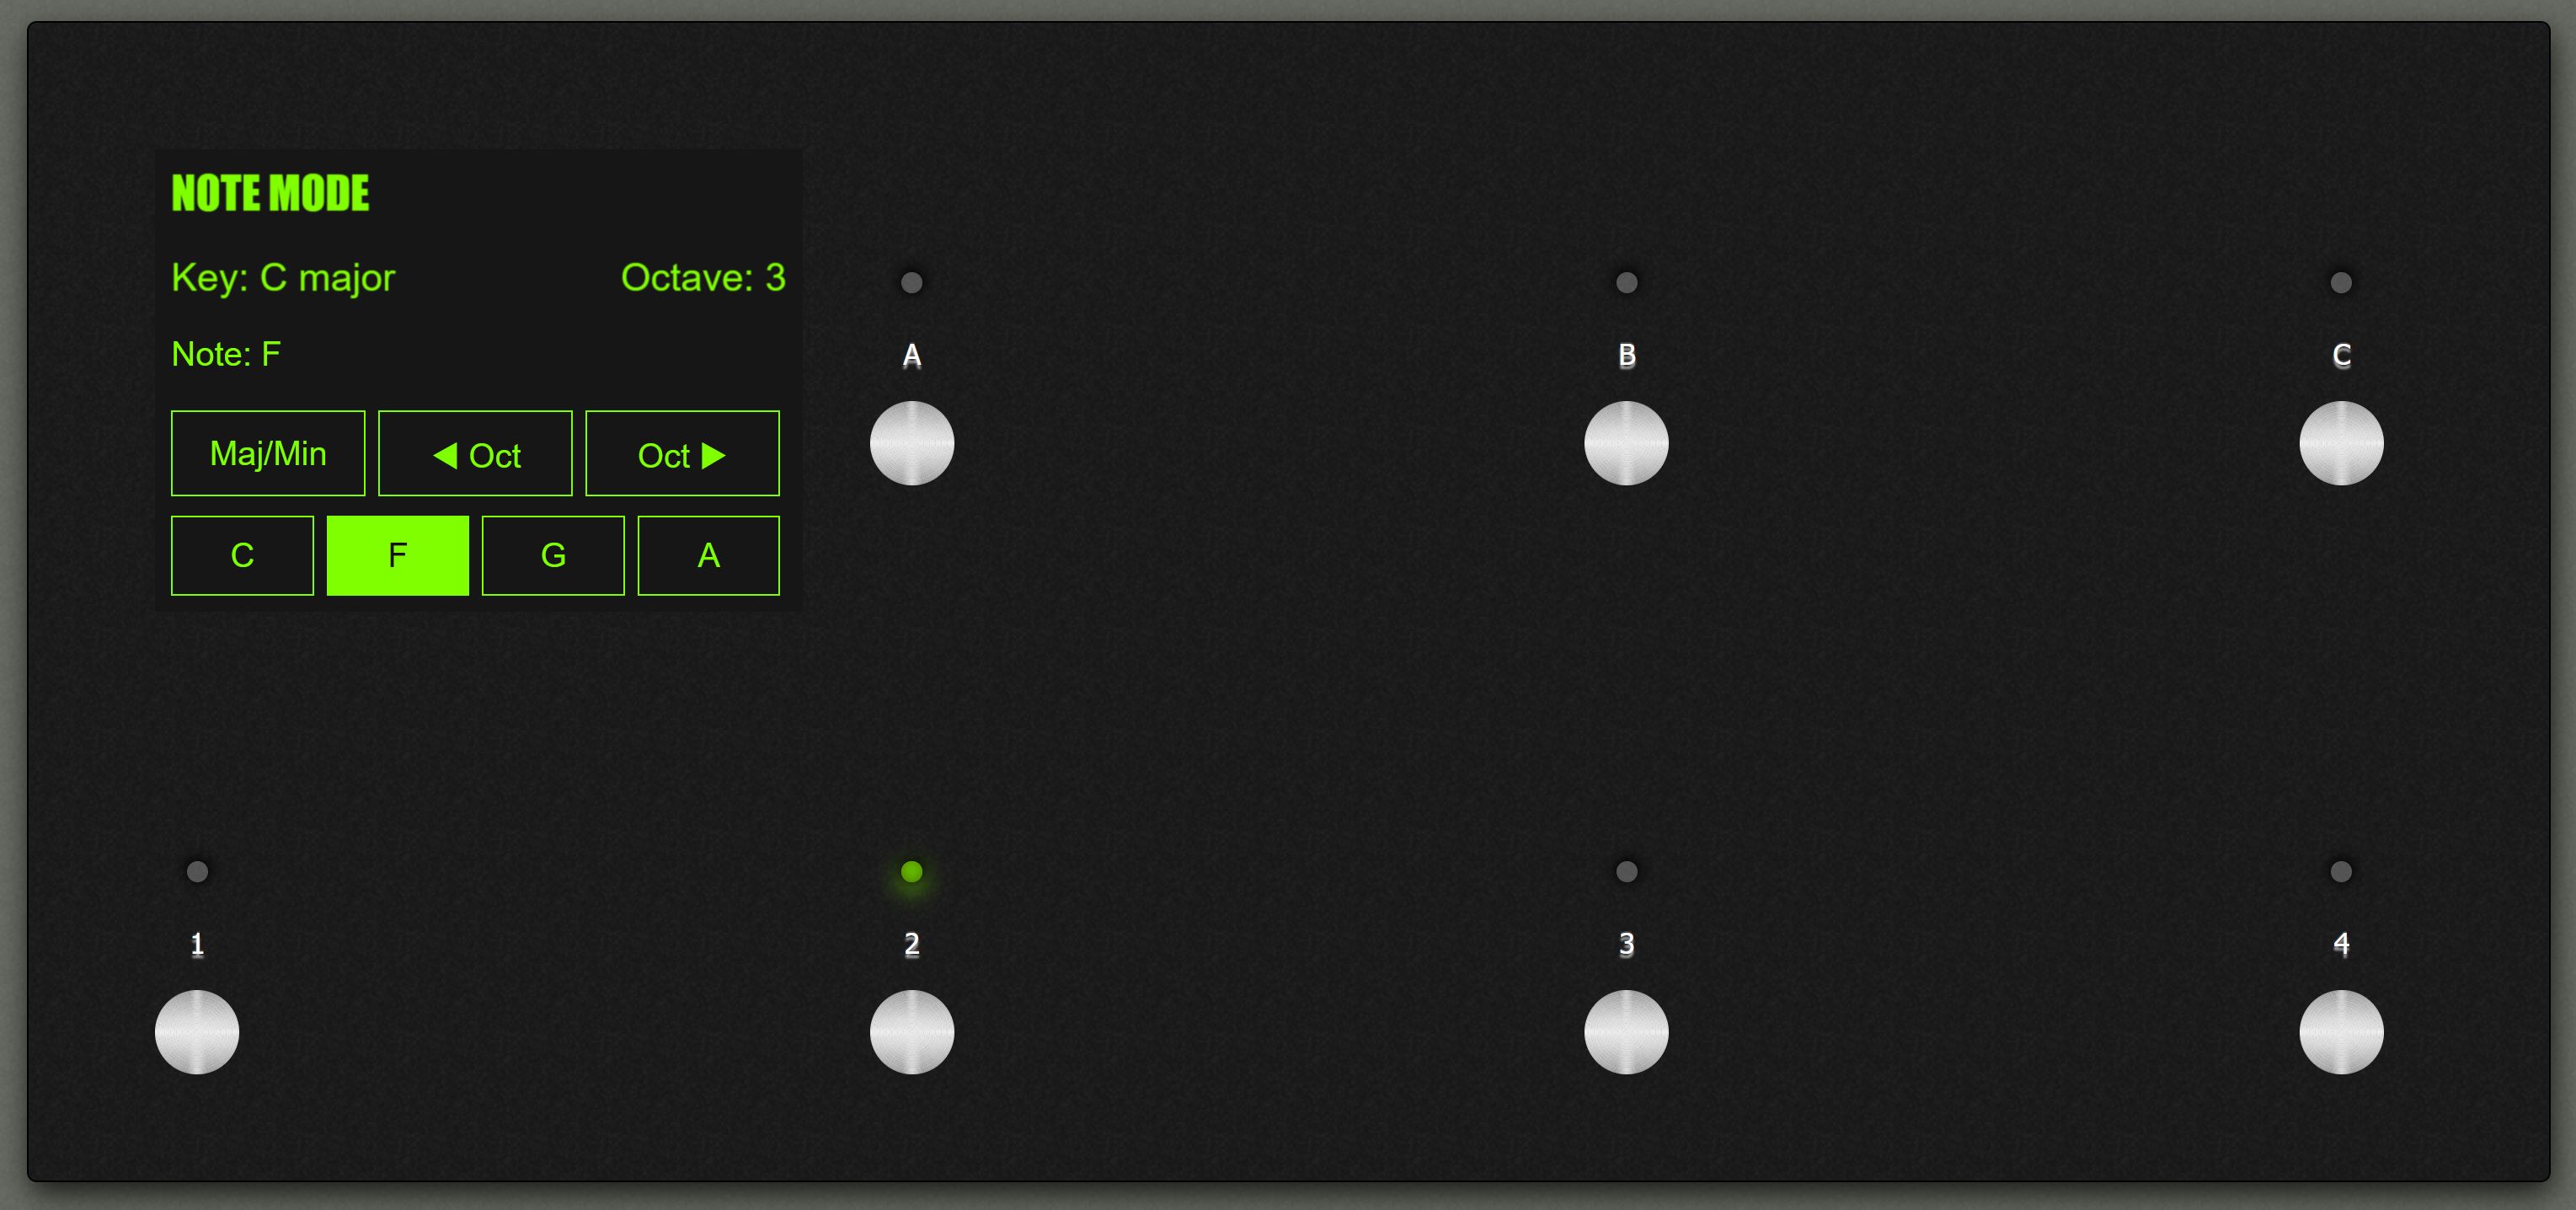 NOTE MODE
Key: C major Octave: 3
Note: F
Maj/Min ◀ Oct Oct ▶
C F G A
A B C
1 2 3 4